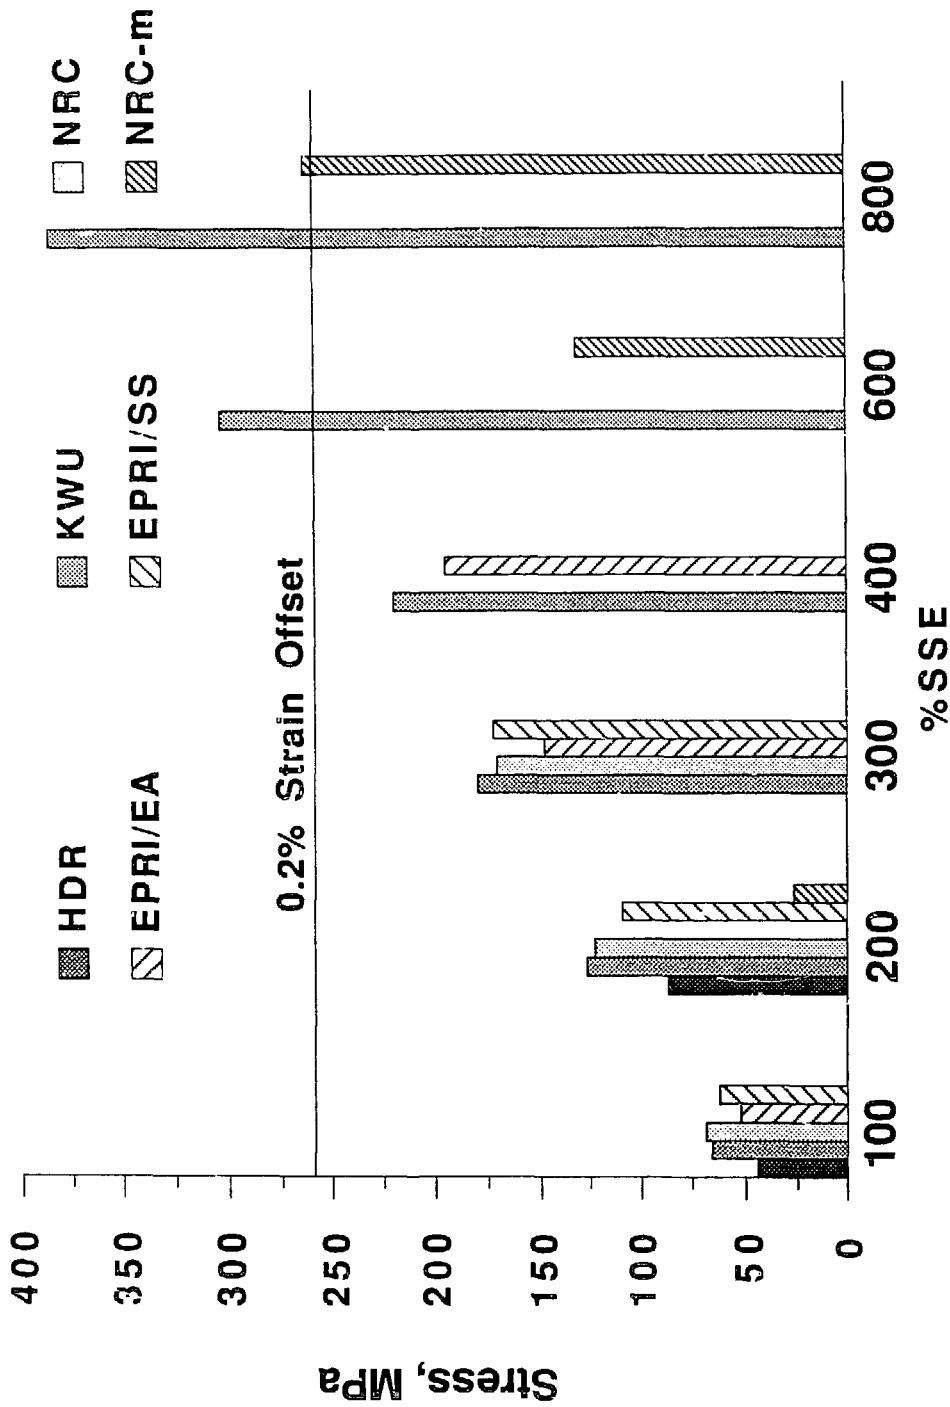 HDR KWU NRC
EPRI/EA EPRI/SS NRC-m
0.2% Strain Offset
Stress, MPa
400
350
300
250
200
150
100
50
0
100 200 300 400 600 800
%SSE